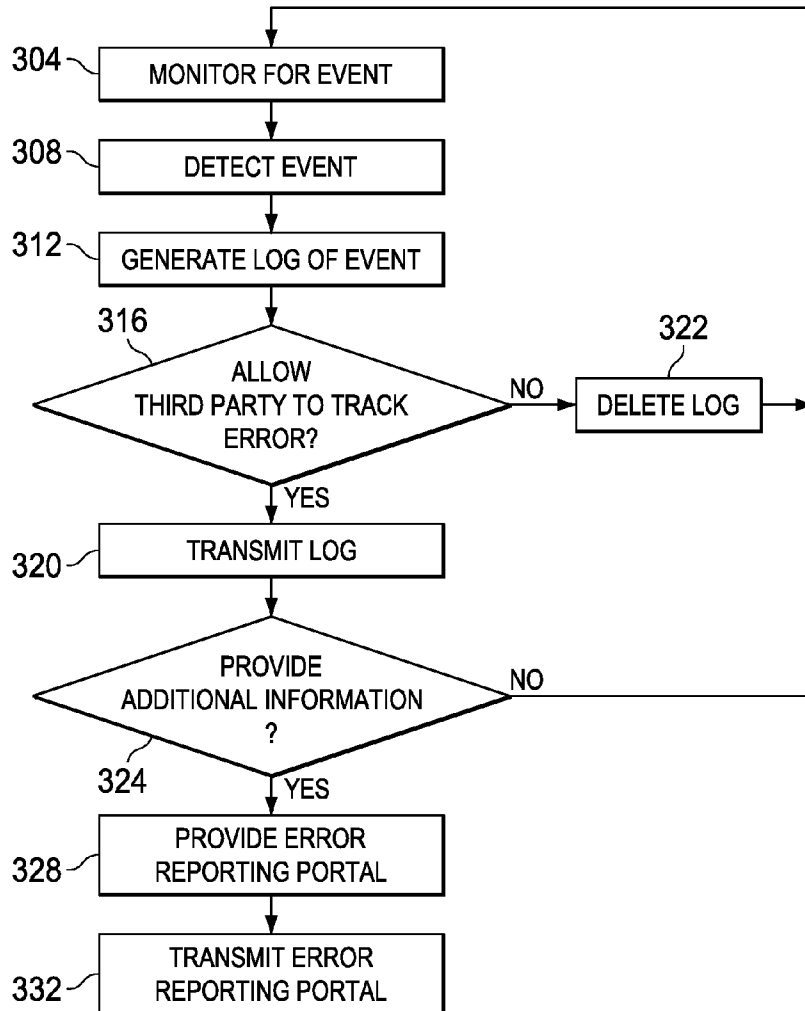 304
MONITOR FOR EVENT
308
DETECT EVENT
312
GENERATE LOG OF EVENT
316
ALLOW
THIRD PARTY TO TRACK
ERROR?
NO
322
DELETE LOG
YES
320
TRANSMIT LOG
PROVIDE
ADDITIONAL INFORMATION
?
NO
324
YES
328
PROVIDE ERROR
REPORTING PORTAL
332
TRANSMIT ERROR
REPORTING PORTAL